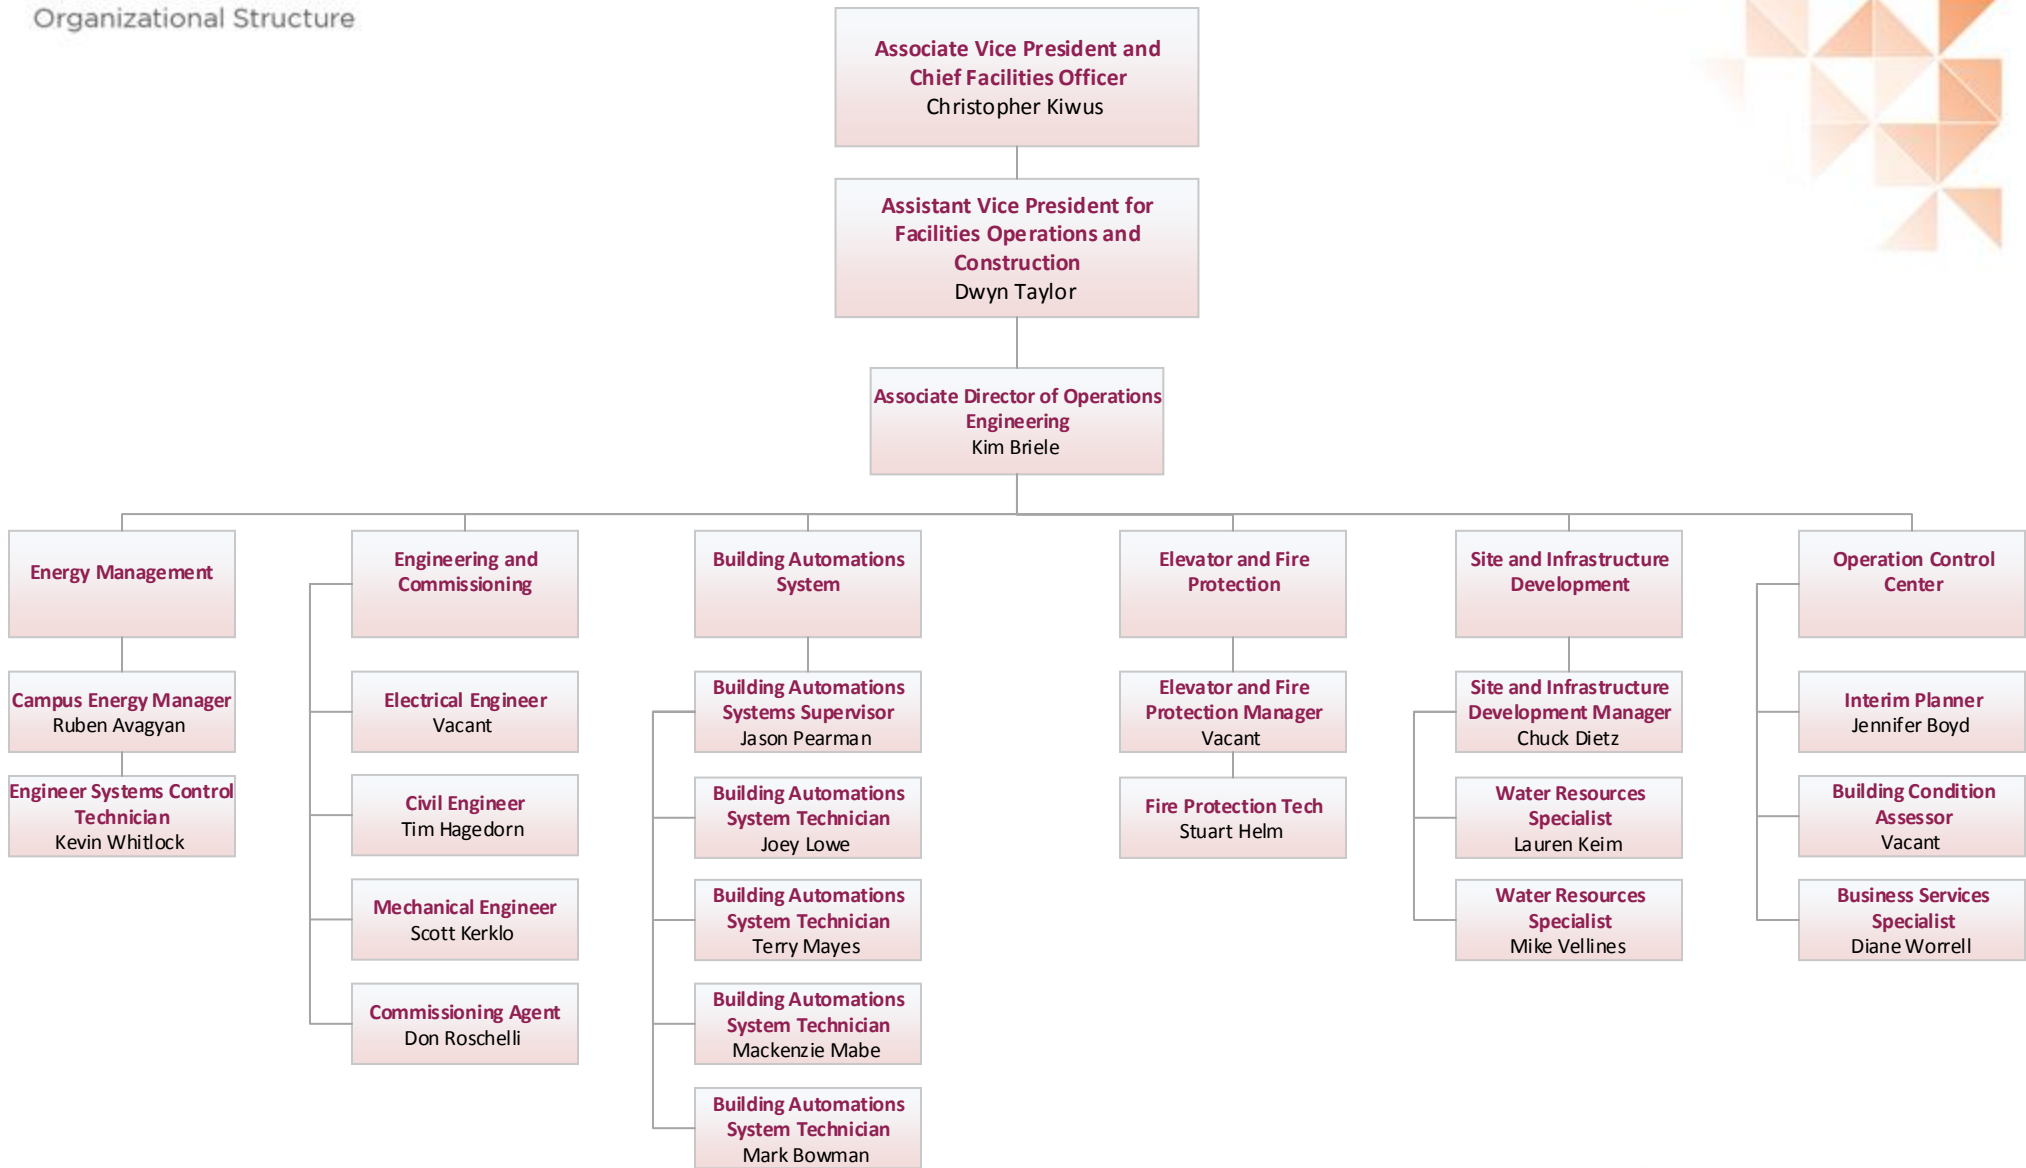 Organizational Structure
Associate Vice President and
Chief Facilities Officer
Christopher Kiwus
Assistant Vice President for
Facilities Operations and
Construction
Dwyn Taylor
Associate Director of Operations
Engineering
Kim Briele
Energy Management
Campus Energy Manager
Ruben Avagyan
Engineer Systems Control
Technician
Kevin Whitlock
Engineering and
Commissioning
Electrical Engineer
Vacant
Civil Engineer
Tim Hagedorn
Mechanical Engineer
Scott Kerklo
Commissioning Agent
Don Roschelli
Building Automations
System
Building Automations
Systems Supervisor
Jason Pearman
Building Automations
System Technician
Joey Lowe
Building Automations
System Technician
Terry Mayes
Building Automations
System Technician
Mackenzie Mabe
Building Automations
System Technician
Mark Bowman
Elevator and Fire
Protection
Elevator and Fire
Protection Manager
Vacant
Fire Protection Tech
Stuart Helm
Site and Infrastructure
Development
Site and Infrastructure
Development Manager
Chuck Dietz
Water Resources
Specialist
Lauren Keim
Water Resources
Specialist
Mike Vellines
Operation Control
Center
Interim Planner
Jennifer Boyd
Building Condition
Assessor
Vacant
Business Services
Specialist
Diane Worrell